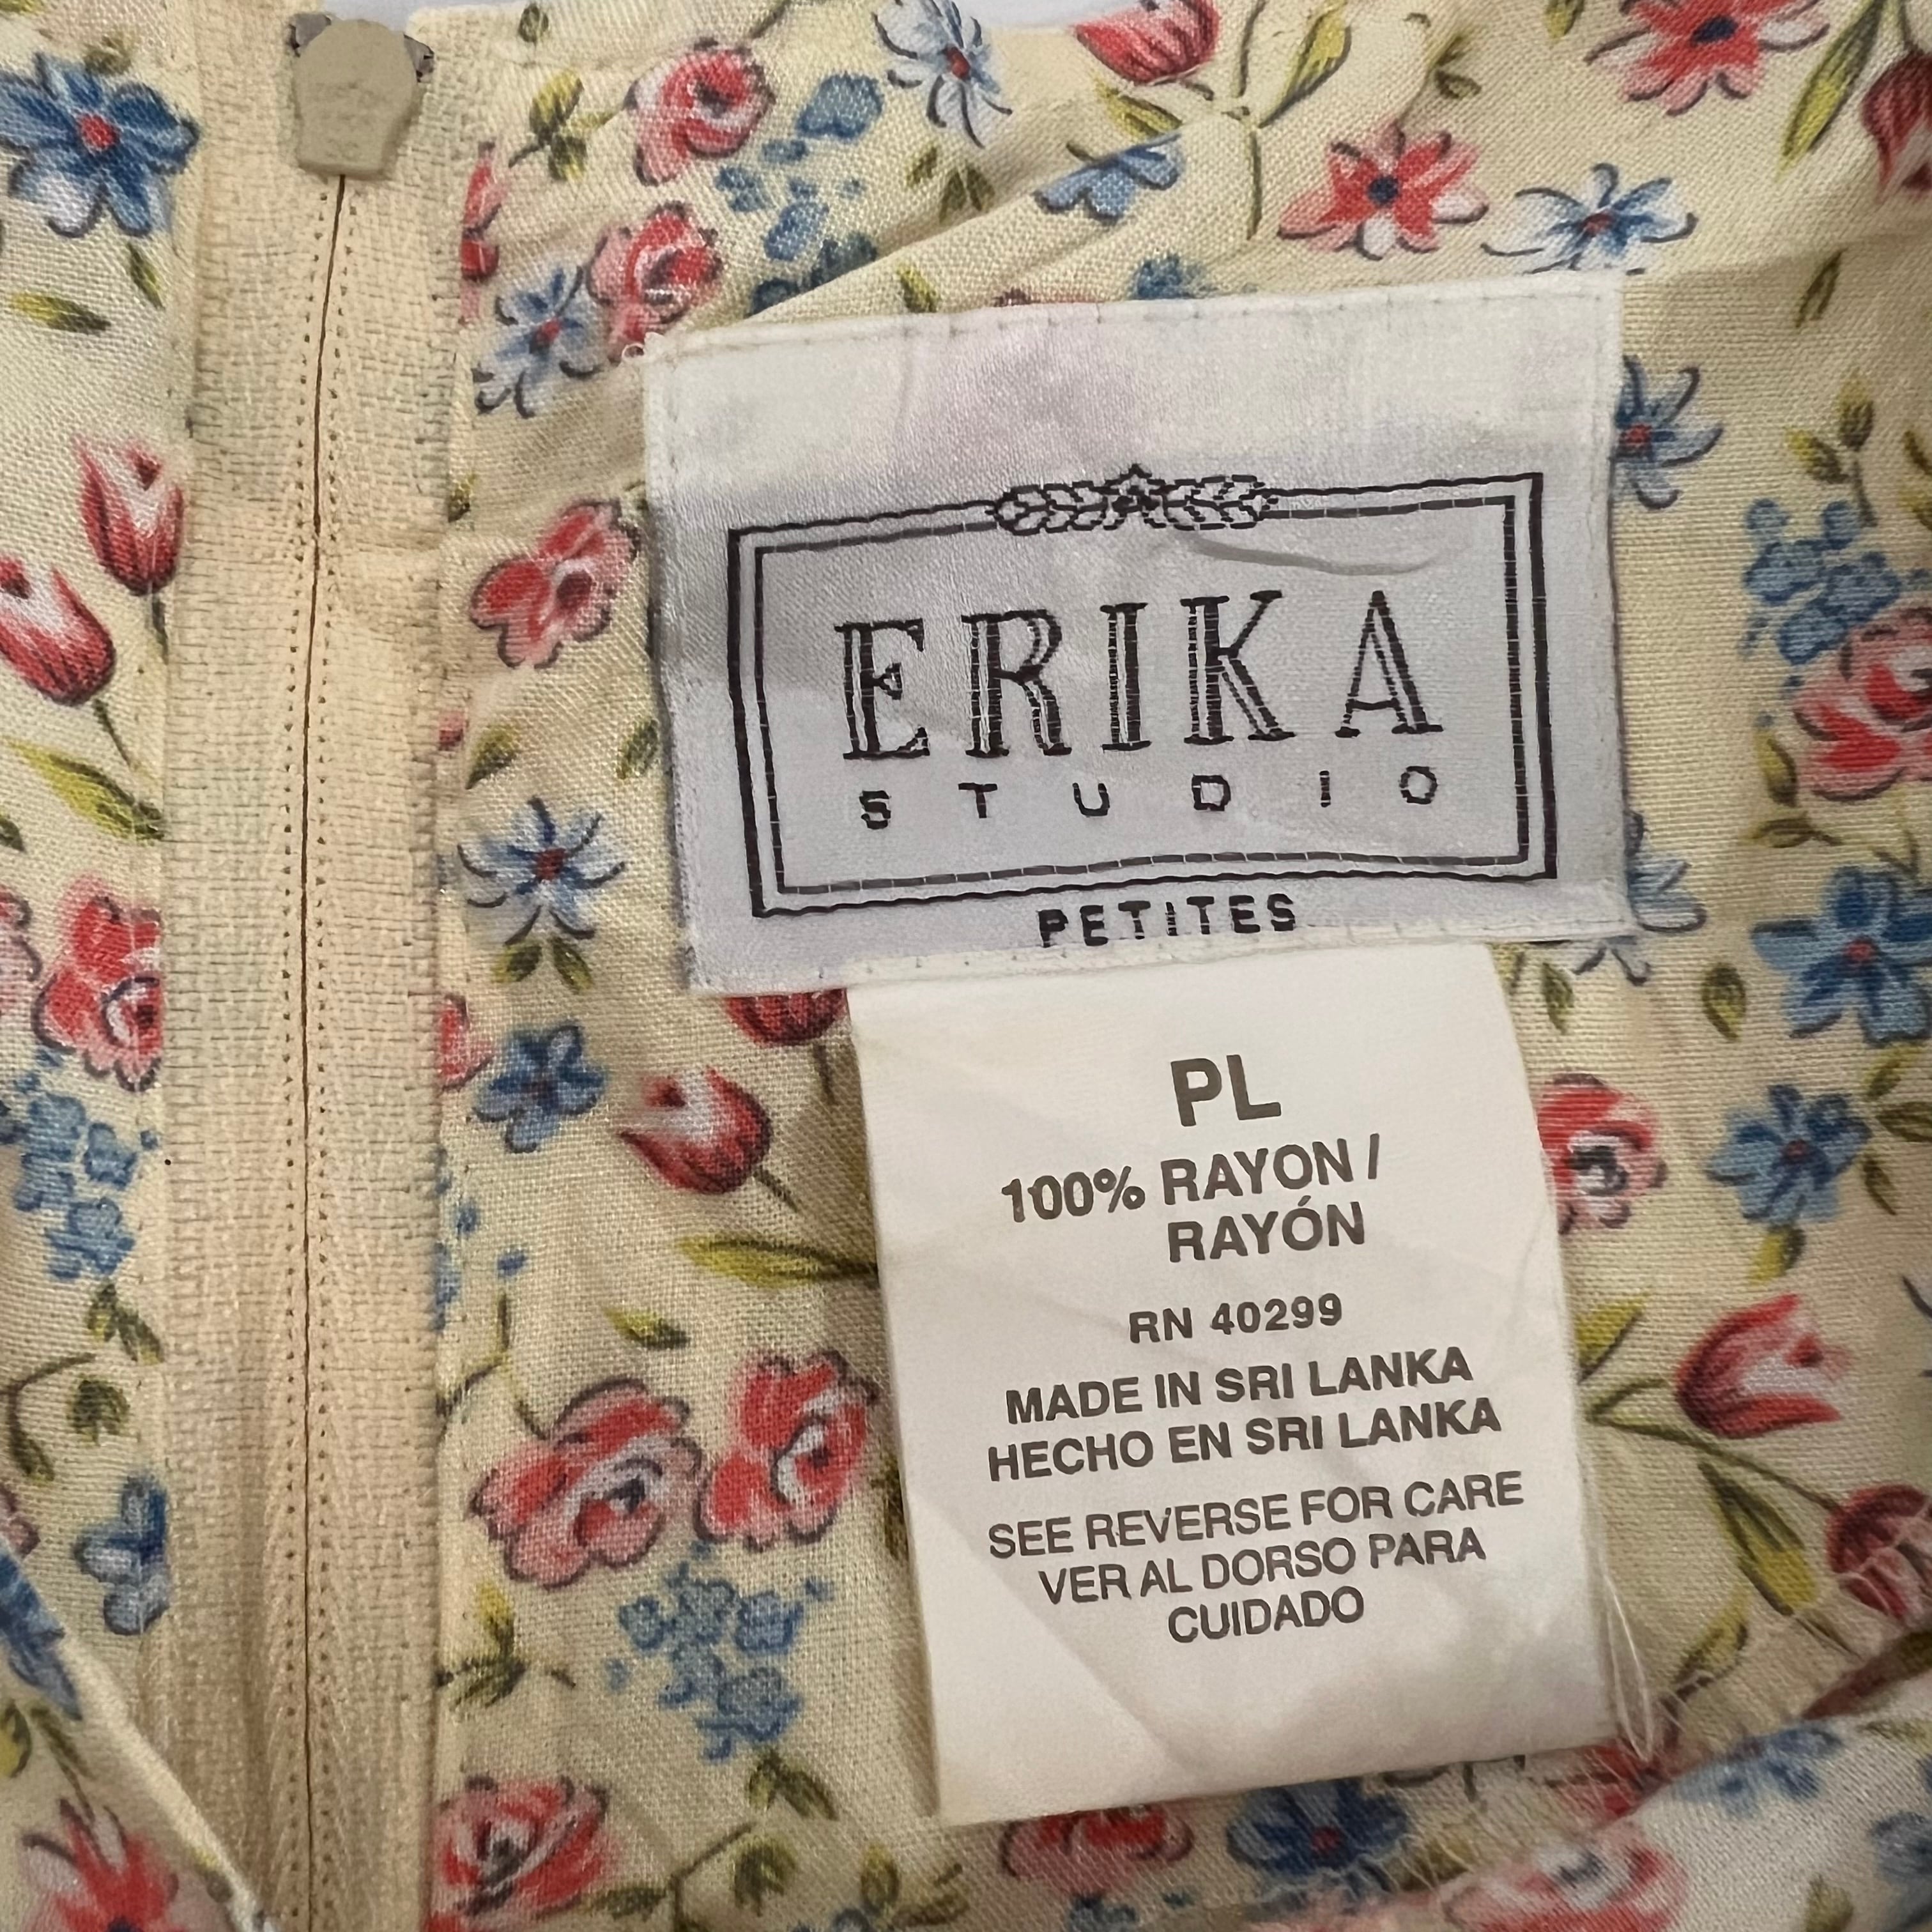 ERIKA
STUDIO
PETITES
PL
100% RAYON /
RAYÓN
RN 40299
MADE IN SRI LANKA
HECHO EN SRI LANKA
SEE REVERSE FOR CARE
VER AL DORSO PARA
CUIDADO